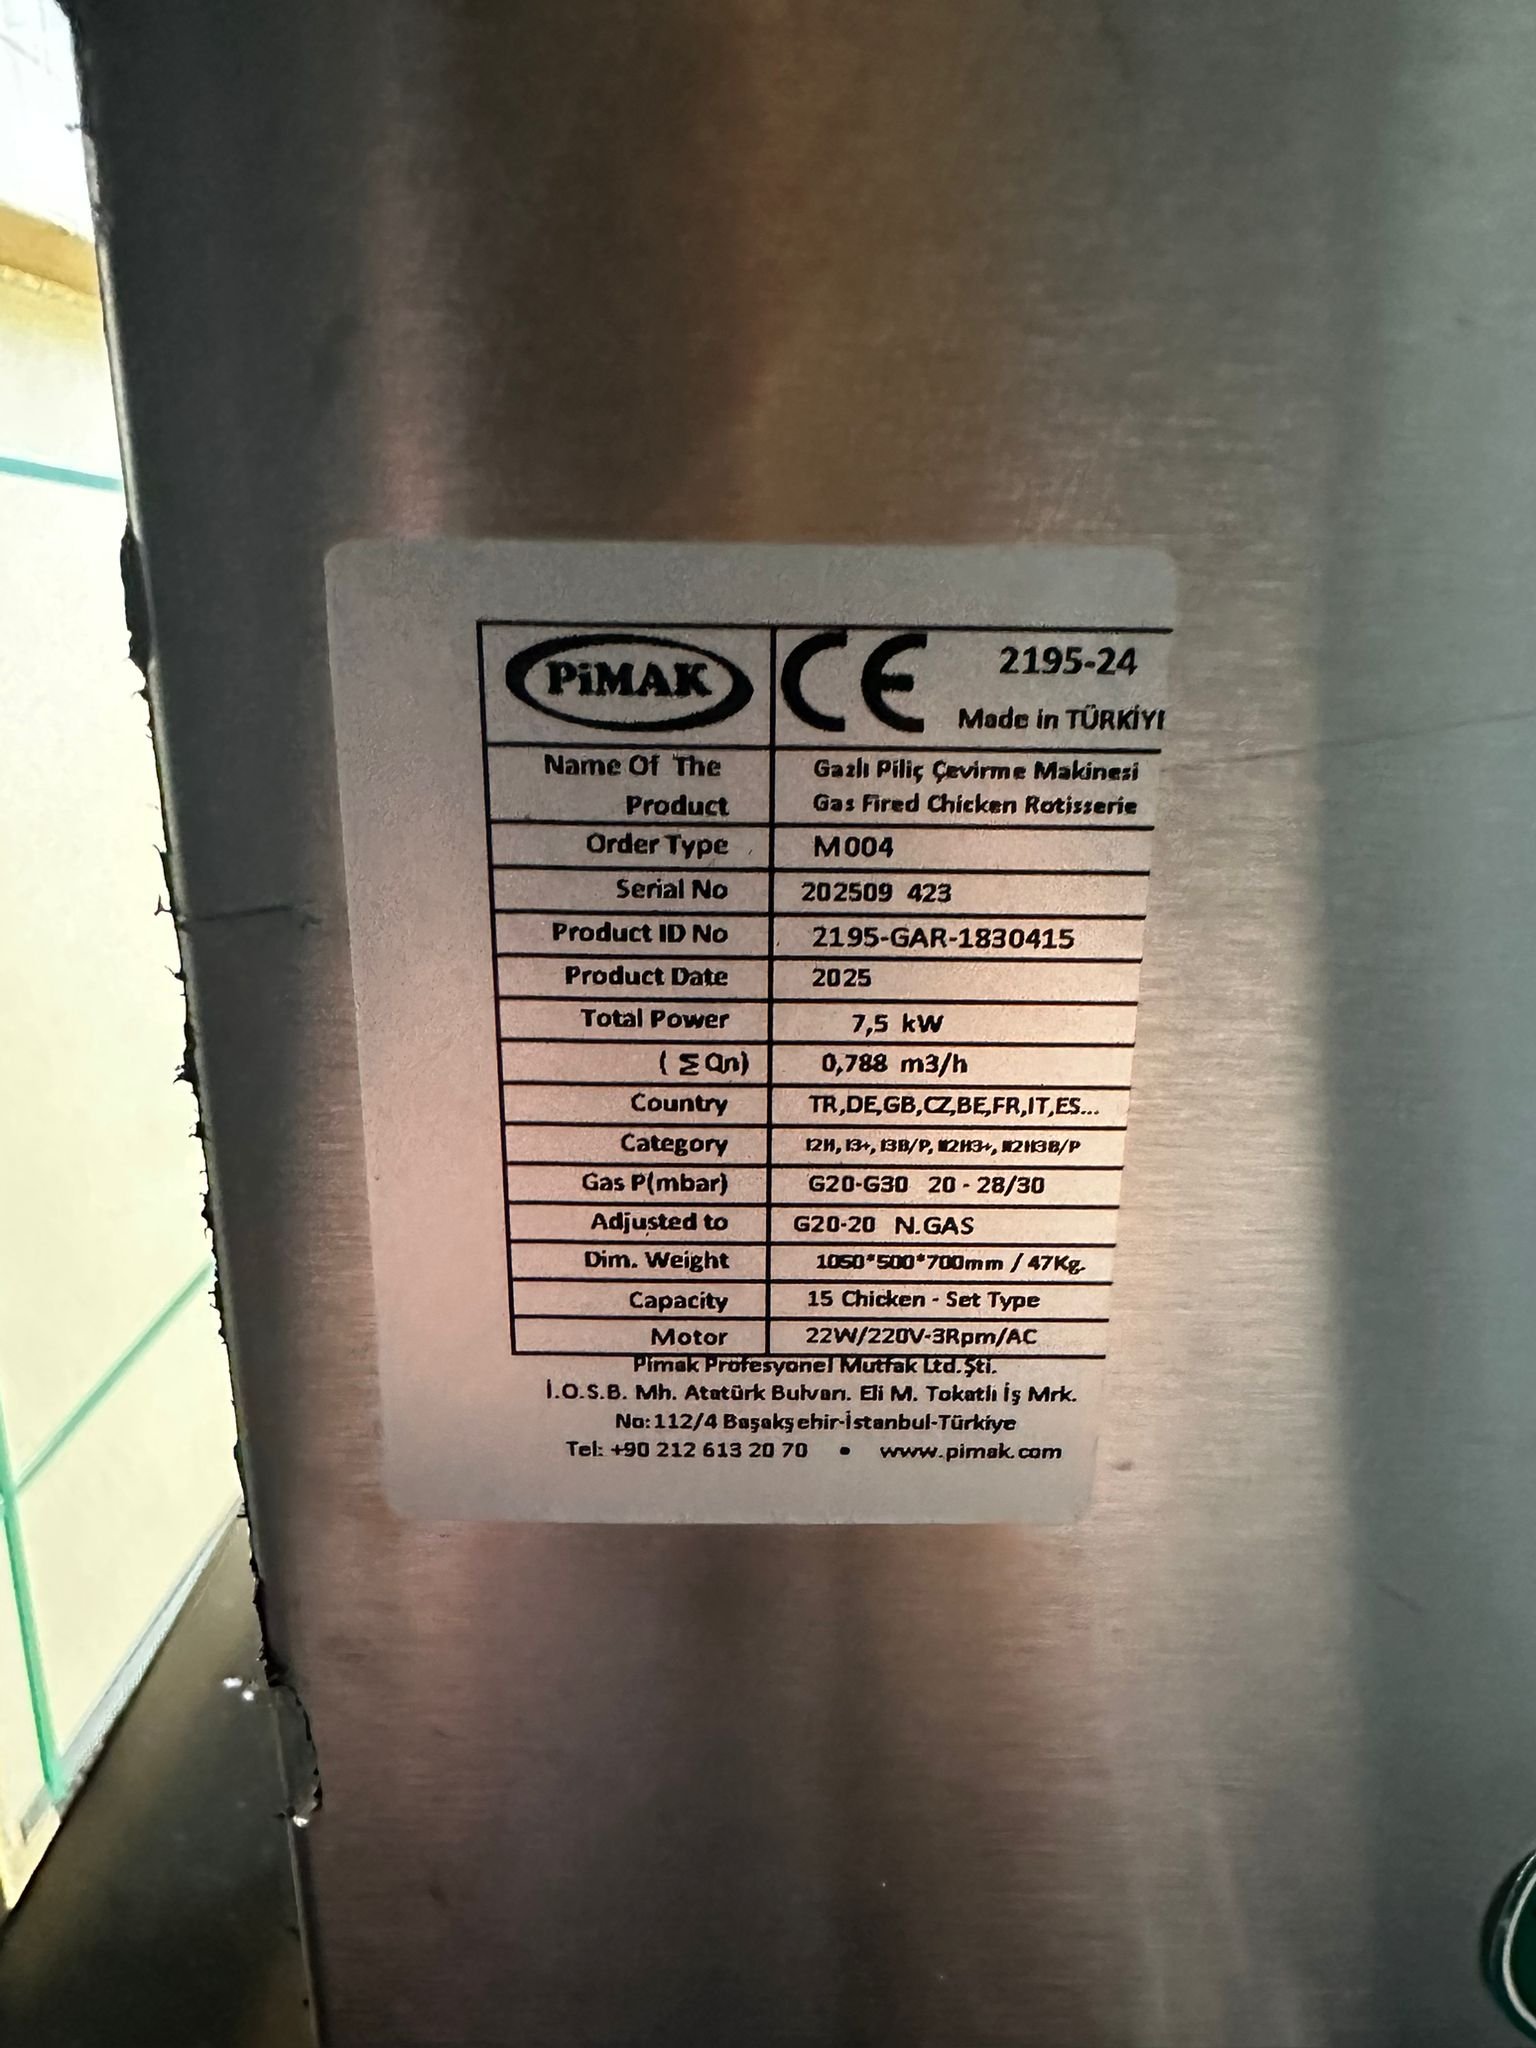 PiMAK
CE 2195-24
Made in TÜRKİY
Name Of The Product Gazlı Piliç Çevirme Makinesi
Gas Fired Chicken Rotisserie
Order Type M004
Serial No 202509 423
Product ID No 2195-GAR-1830415
Product Date 2025
Total Power 7,5 kW
( Σ Qn) 0,788 m3/h
Country TR,DE,GB,CZ,BE,FR,IT,ES...
Category I2H, I3+, I3B/P, II2H3+, II2H3B/P
Gas P(mbar) G20-G30 20 - 28/30
Adjusted to G20-20 N.GAS
Dim. Weight 1050*500*700mm / 47Kg.
Capacity 15 Chicken - Set Type
Motor 22W/220V-3Rpm/AC
Pimak Profesyonel Mutfak Ltd.Şti.
İ.O.S.B. Mh. Atatürk Bulvarı. Eli M. Tokatlı İş Mrk.
No:112/4 Başakşehir-İstanbul-Türkiye
Tel: +90 212 613 20 70 • www.pimak.com